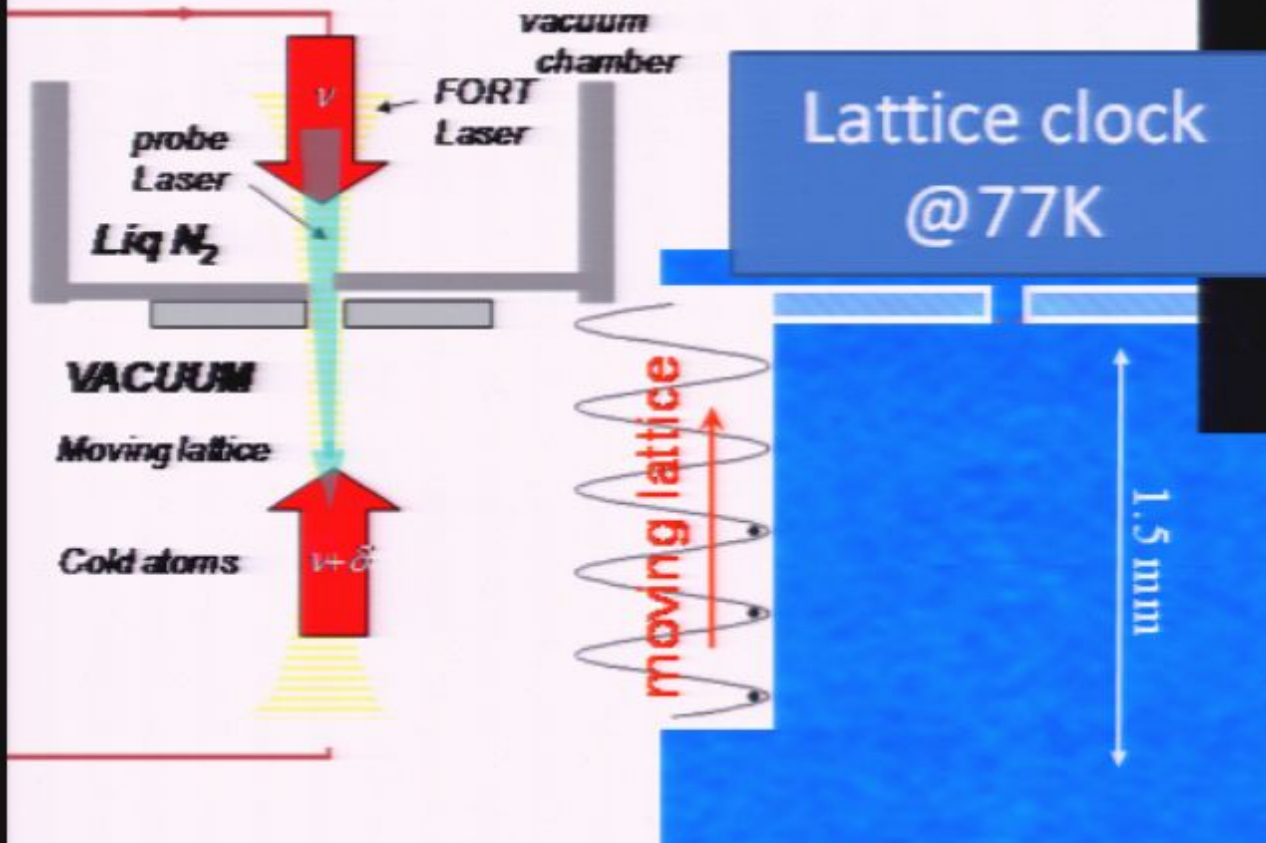 vacuum
chamber
ν
FORT
Laser
probe
Laser
Liq N₂
VACUUM
Moving lattice
Cold atoms
ν+ δ
Lattice clock
@77K
moving lattice
1.5 mm